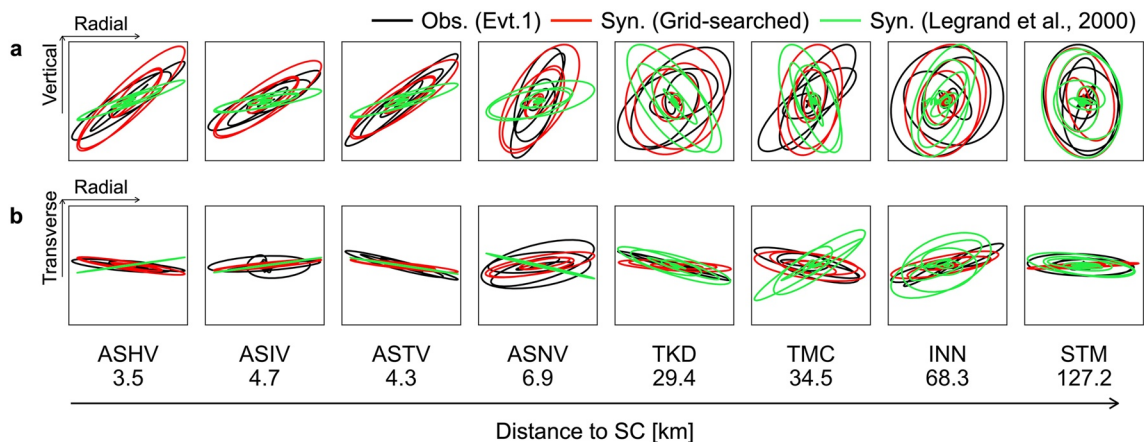 Obs. (Evt.1) Syn. (Grid-searched) Syn. (Legrand et al., 2000)
a Radial
Vertical
b Radial
Transverse
ASHV ASIV ASTV ASNV TKD TMC INN STM
3.5 4.7 4.3 6.9 29.4 34.5 68.3 127.2
Distance to SC [km]